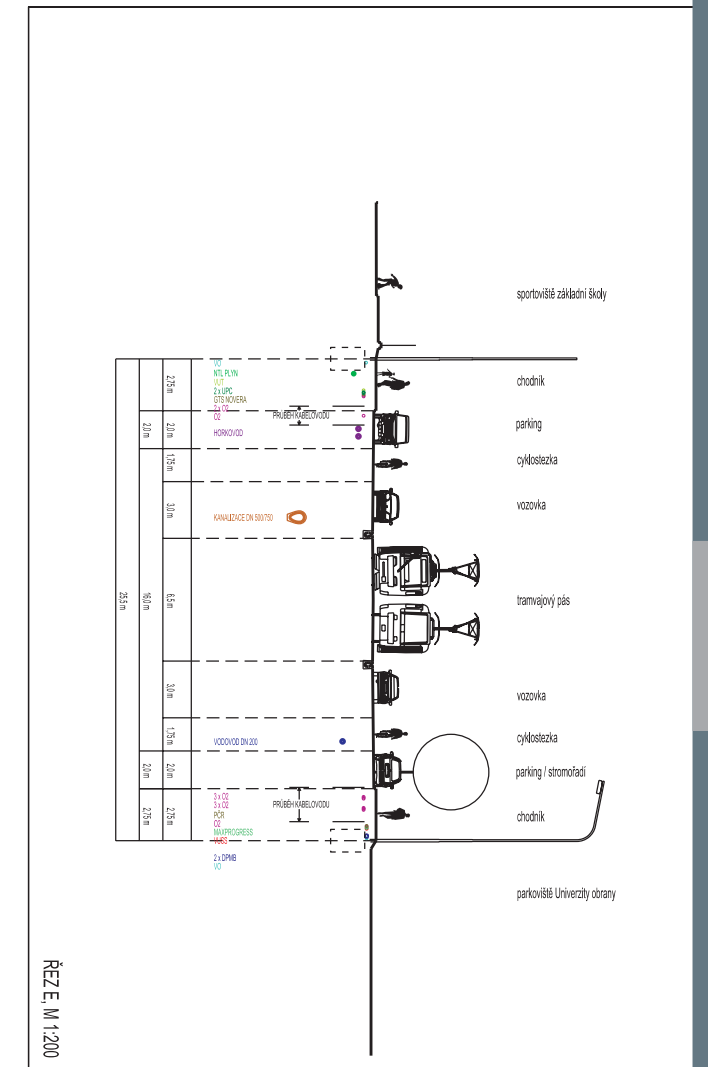 sportoviště základní školy
chodník
parking
cyklostezka
vozovka
tramvajový pás
vozovka
cyklostezka
parking / stromořadí
chodník
parkoviště Univerzity obrany
VO
NTL PLYN
VUT
2 x UPC
GTS NOVERA
2 x O2
O2
PRŮBĚH KABELOVODU
HORKOVOD
KANALIZACE DN 500/750
VODOVOD DN 200
3 x O2
3 x O2
PRŮBĚH KABELOVODU
PČR
O2
MAXPROGRESS
VUCS
2 x DPMB
VO
2,75 m
2,0 m
1,75 m
3,0 m
6,5 m
3,0 m
1,75 m
2,0 m
2,75 m
2,0 m
16,0 m
2,0 m
2,75 m
25,5 m
ŘEZ E, M 1:200